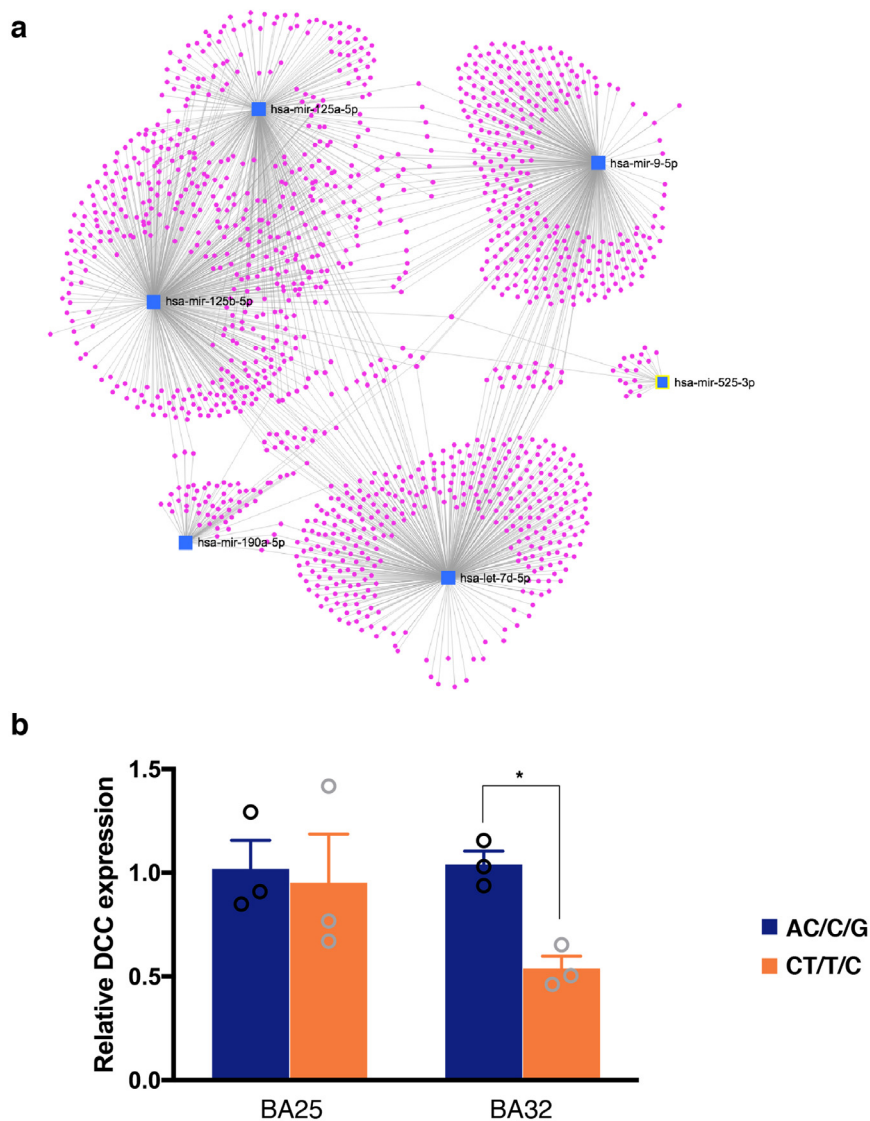 a
hsa-mir-125a-5p
hsa-mir-9-5p
hsa-mir-125b-5p
hsa-mir-525-3p
hsa-mir-190a-5p
hsa-let-7d-5p
b
Relative DCC expression
1.5
1.0
0.5
0.0
*
BA25
BA32
AC/C/G
CT/T/C